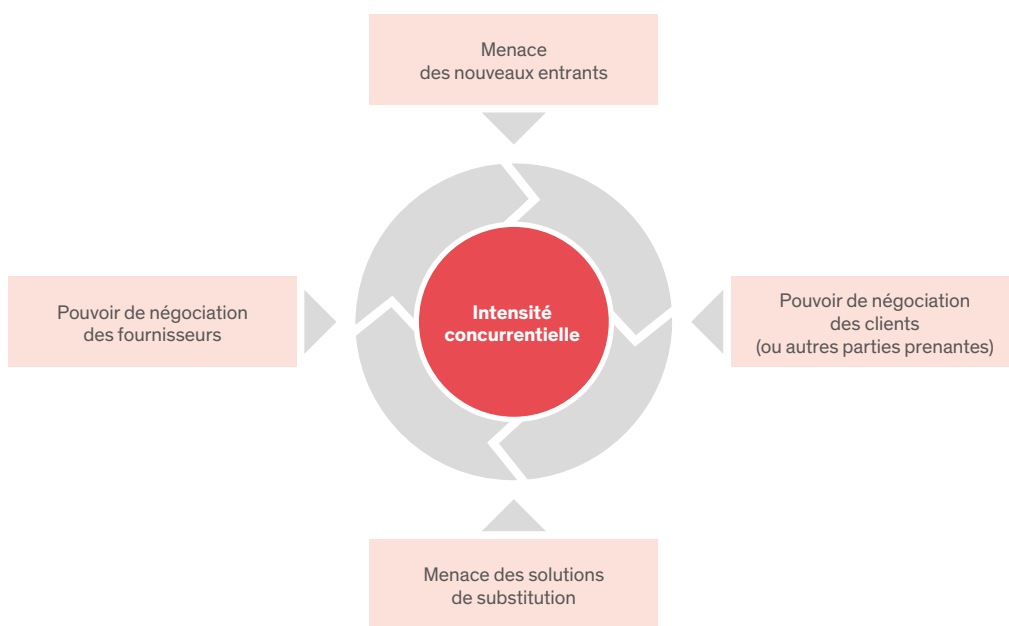 Menace
des nouveaux entrants
Pouvoir de négociation
des fournisseurs
Intensité
concurrentielle
Pouvoir de négociation
des clients
(ou autres parties prenantes)
Menace des solutions
de substitution